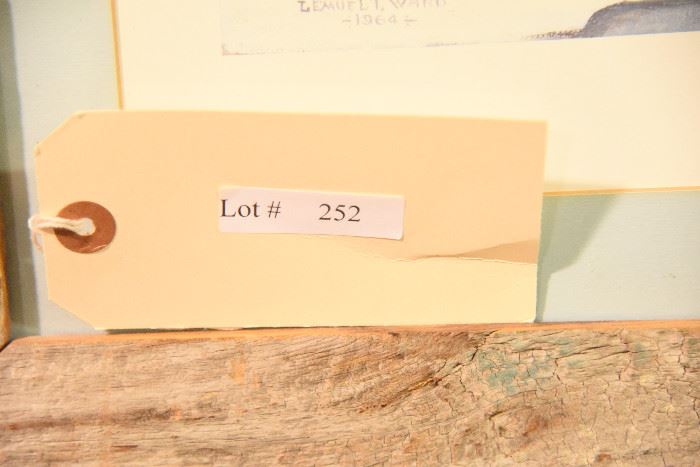 LEMUEL T. WARD
-1964-
Lot # 252